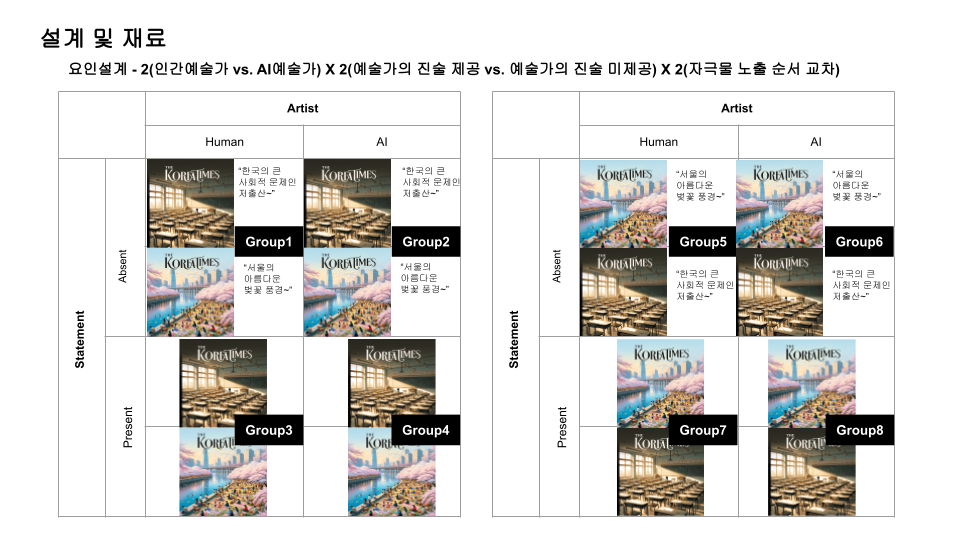 설계 및 재료
요인설계 - 2(인간예술가 vs. AI예술가) X 2(예술가의 진술 제공 vs. 예술가의 진술 미제공) X 2(자극물 노출 순서 교차)
Artist
Human
AI
Statement
Absent
THE KOREA TIMES
“한국의 큰
사회적 문제인
저출산~”
Group1
THE KOREA TIMES
“서울의
아름다운
벚꽃 풍경~”
THE KOREA TIMES
“한국의 큰
사회적 문제인
저출산~”
Group2
THE KOREA TIMES
“서울의
아름다운
벚꽃 풍경~”
Present
THE KOREA TIMES
Group3
THE KOREATI
THE KOREA TIMES
Group4
THE KOREA
Artist
Human
AI
Statement
Absent
THE KOREA TIMES
“서울의
아름다운
벚꽃 풍경~”
Group5
THE KOREA TIMES
“한국의 큰
사회적 문제인
저출산~”
THE KOREA TIMES
“서울의
아름다운
벚꽃 풍경~”
Group6
THE KOREA TIMES
“한국의 큰
사회적 문제인
저출산~”
Present
THE KOREA TIMES
Group7
THE KOREA
THE KOREA TIMES
Group8
THE KOREATI